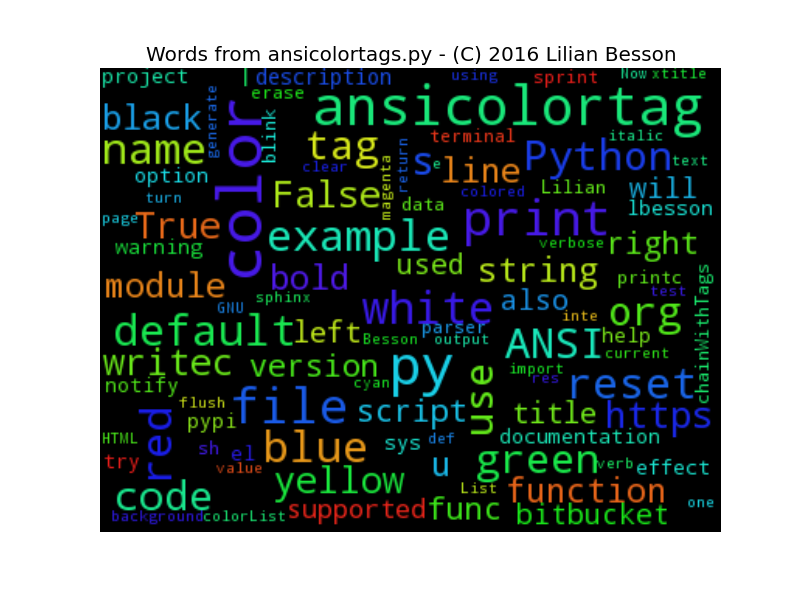 Words from ansicolortags.py - (C) 2016 Lilian Besson
project
description
using
sprint
Now
xtitle
erase
ansicolortag
black
generate
color
blink
terminal
italic
name
tag
return
s
e
line
Python
text
clear
magenta
option
colored
Lilian
will
turn
False
data
lbesson
page
True
print
example
verbose
right
warning
used
string
module
bold
printc
test
chainWithTags
sphinx
GNU
white
also
inte
org
default
left
Besson
parser
output
ANSI
help
current
writec
version
py
import
res
reset
notify
cyan
use
flush
file
script
title
https
pypi
red
HTML
sh
el
blue
sys
def
documentation
try
value
u
green
verb
effect
yellow
List
function
code
one
background
colorList
supported
func
bitbucket